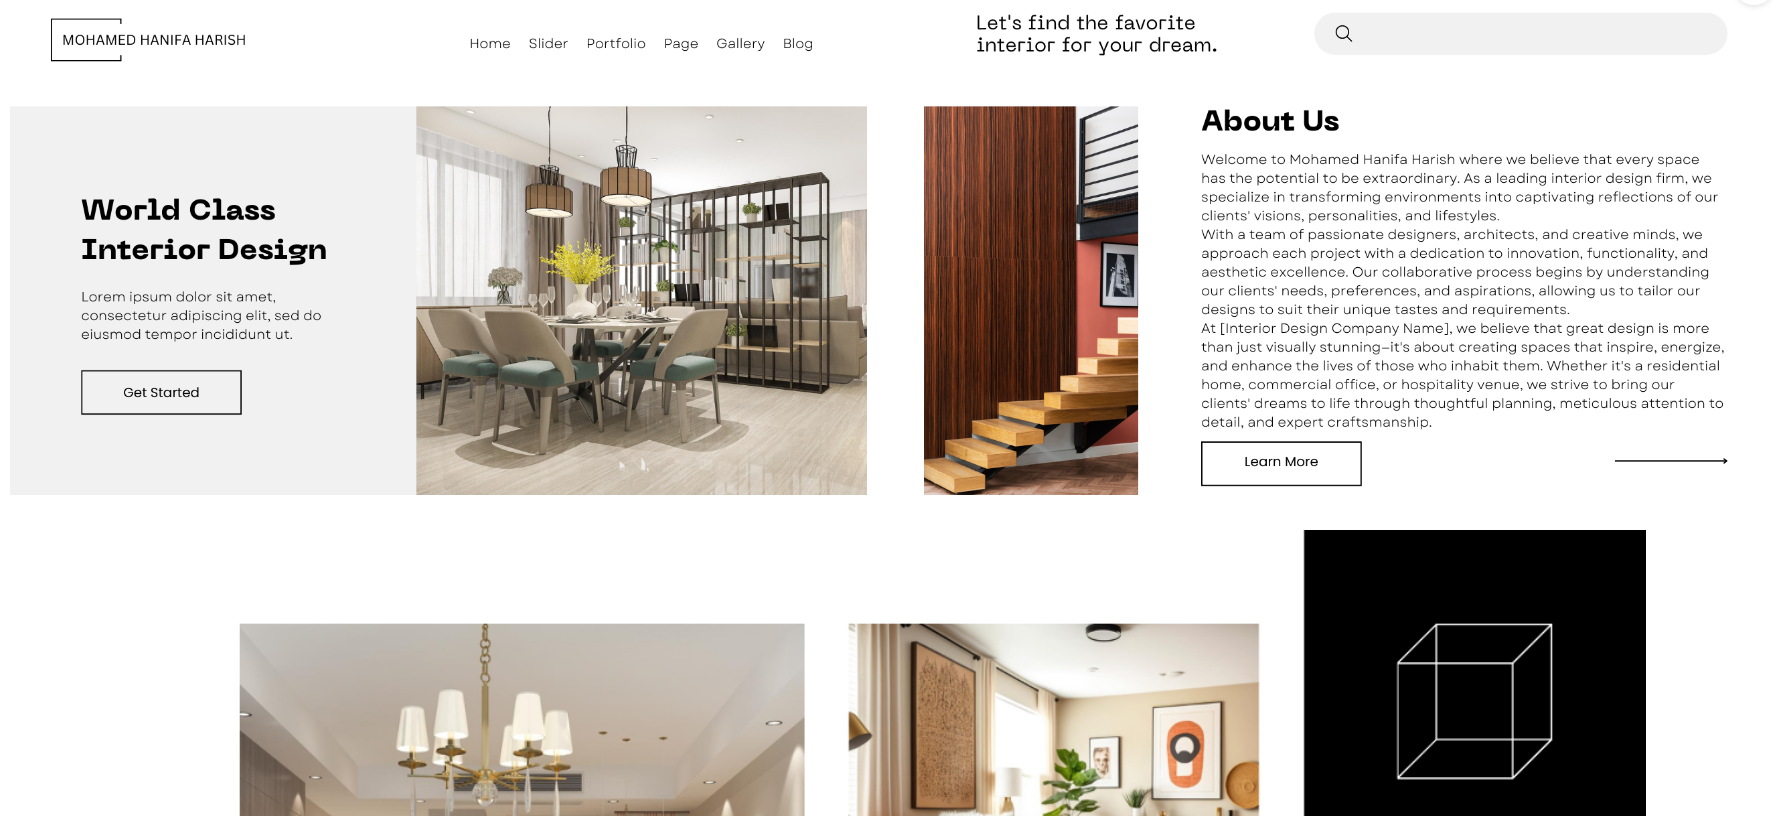 MOHAMED HANIFA HARISH
Home Slider Portfolio Page Gallery Blog
Let's find the favorite
interior for your dream.
World Class
Interior Design
Lorem ipsum dolor sit amet,
consectetur adipiscing elit, sed do
eiusmod tempor incididunt ut.
Get Started
About Us
Welcome to Mohamed Hanifa Harish where we believe that every space
has the potential to be extraordinary. As a leading interior design firm, we
specialize in transforming environments into captivating reflections of our
clients' visions, personalities, and lifestyles.
With a team of passionate designers, architects, and creative minds, we
approach each project with a dedication to innovation, functionality, and
aesthetic excellence. Our collaborative process begins by understanding
our clients' needs, preferences, and aspirations, allowing us to tailor our
designs to suit their unique tastes and requirements.
At [Interior Design Company Name], we believe that great design is more
than just visually stunning—it's about creating spaces that inspire, energize,
and enhance the lives of those who inhabit them. Whether it's a residential
home, commercial office, or hospitality venue, we strive to bring our
clients' dreams to life through thoughtful planning, meticulous attention to
detail, and expert craftsmanship.
Learn More